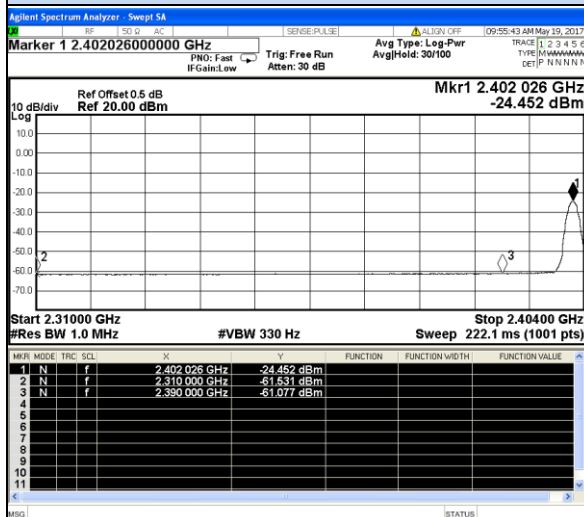 Agilent Spectrum Analyzer - Swept SA
RF 50 Ω AC SENSE:PULSE ALIGN OFF 09:55:43 AM May 19, 2017
Marker 1 2.402026000000 GHz
PNO: Fast Trig: Free Run Avg Type: Log-Pwr TRACE 1 2 3 4 5 6
IFGain:Low Atten: 30 dB Avg|Hold: 30/100 TYPE
DET P N N N N
Ref Offset 0.5 dB Mkr1 2.402 026 GHz
10 dB/div Ref 20.00 dBm -24.452 dBm
Log
10.0
0.00
-10.0
-20.0
-30.0
-40.0
-50.0
-60.0
-70.0
1
2
3
Start 2.31000 GHz Stop 2.40400 GHz
#Res BW 1.0 MHz #VBW 330 Hz Sweep 222.1 ms (1001 pts)
MKR MODE TRC SCL X Y FUNCTION FUNCTION WIDTH FUNCTION VALUE
1 N f 2.402 026 GHz -24.452 dBm
2 N f 2.310 000 GHz -61.531 dBm
3 N f 2.390 000 GHz -61.077 dBm
4
5
6
7
8
9
10
11
MSG STATUS